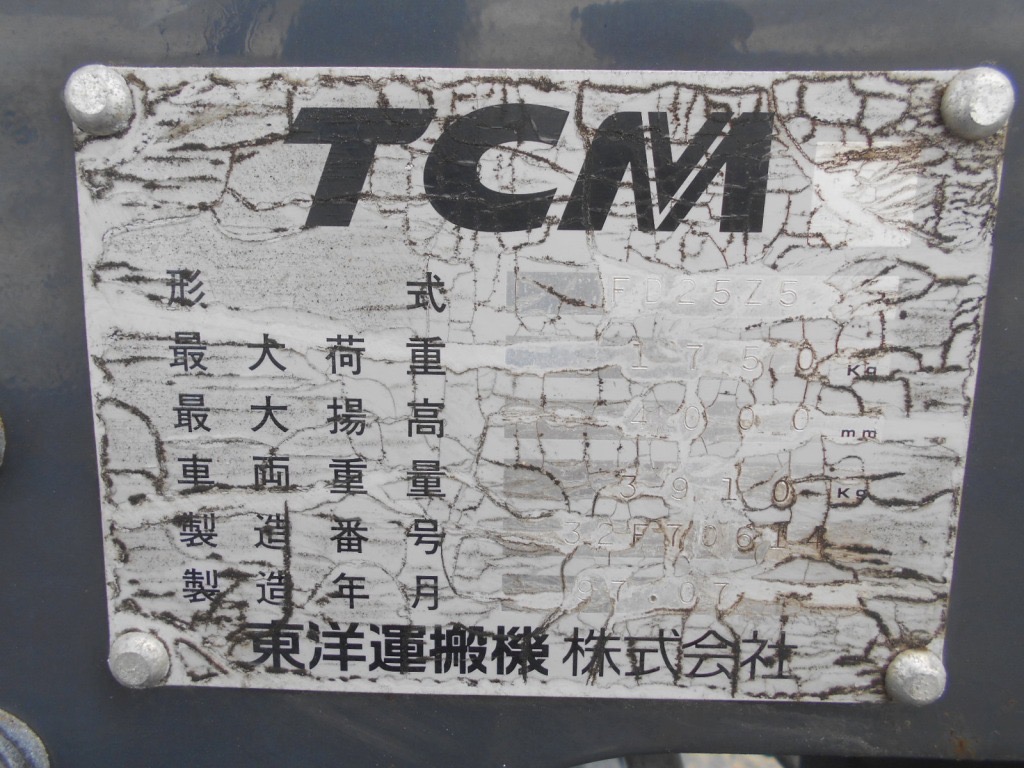 TCM
形式 FD25Z5
最大荷重 1750 Kg
最大揚高 4000 mm
車両重量 3910 Kg
製造番号 32F70614
製造年月 97.07
東洋運搬機株式会社